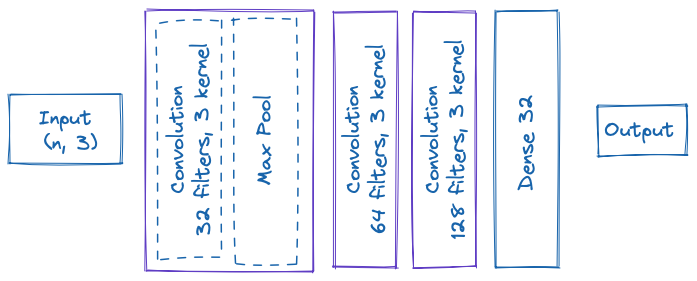 Input
(n, 3)
Convolution
32 filters, 3 kernel
Max Pool
Convolution
64 filters, 3 kernel
Convolution
128 filters, 3 kernel
Dense 32
Output